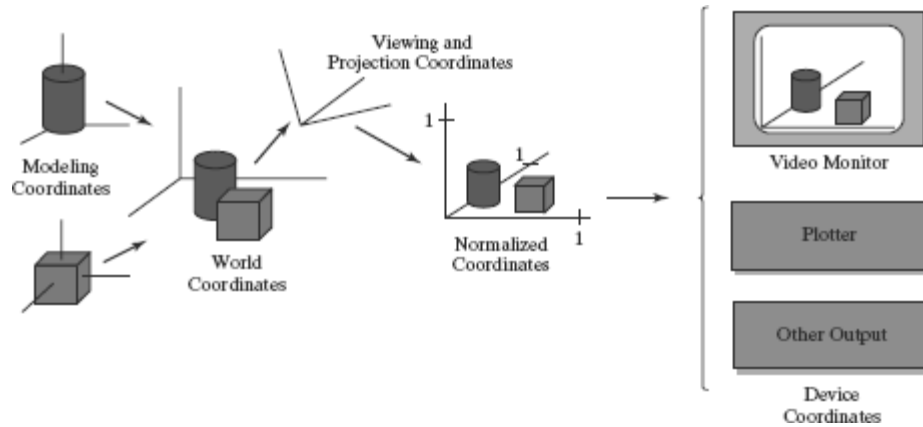 Viewing and
Projection Coordinates
Modeling
Coordinates
World
Coordinates
1
1
1
Normalized
Coordinates
Video Monitor
Plotter
Other Output
Device
Coordinates